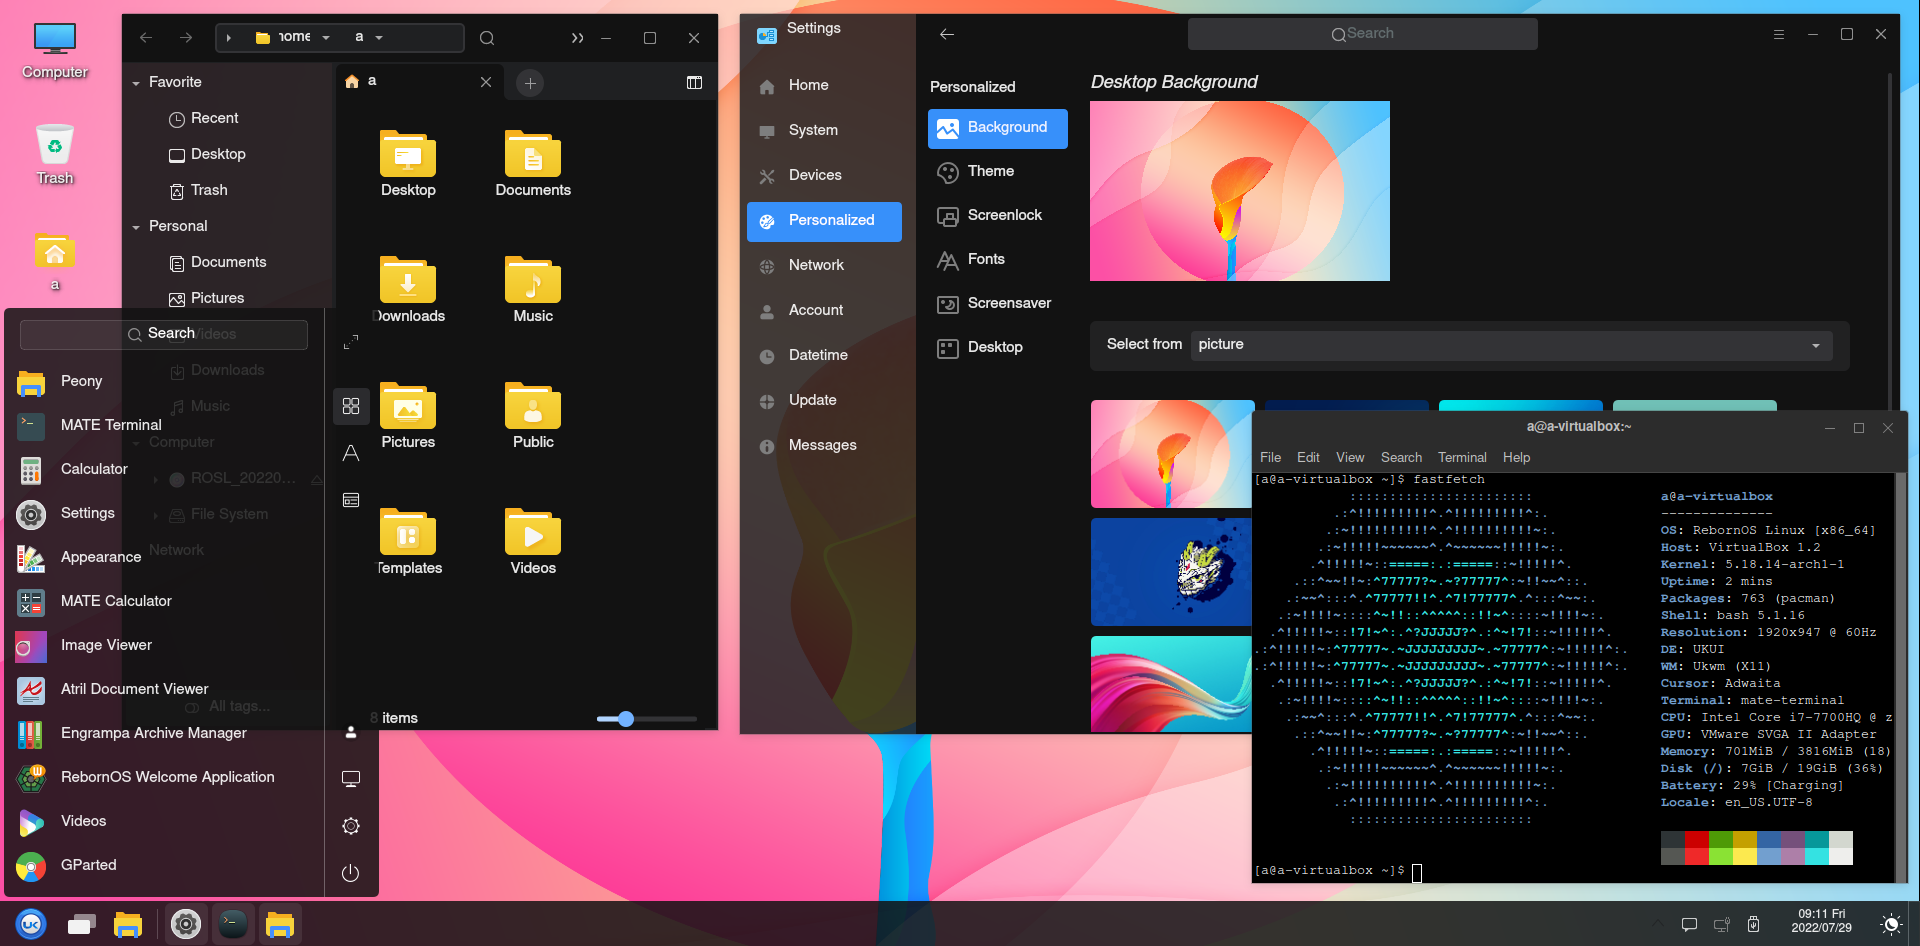 Computer
Trash
a
home
a
a
Favorite
Recent
Desktop
Trash
Personal
Documents
Pictures
Videos
Downloads
Music
Computer
ROSL_20220...
File System
Network
All tags...
Desktop
Documents
Downloads
Music
Pictures
Public
Templates
Videos
8 items
Search
Peony
MATE Terminal
Calculator
Settings
Appearance
MATE Calculator
Image Viewer
Atril Document Viewer
Engrampa Archive Manager
RebornOS Welcome Application
Videos
GParted
Settings
Home
System
Devices
Personalized
Network
Account
Datetime
Update
Messages
Search
Personalized
Background
Theme
Screenlock
Fonts
Screensaver
Desktop
Desktop Background
Select from picture
a@a-virtualbox:~
File Edit View Search Terminal Help
[a@a-virtualbox ~]$ fastfetch
a@a-virtualbox
--------------
OS: RebornOS Linux [x86_64]
Host: VirtualBox 1.2
Kernel: 5.18.14-arch1-1
Uptime: 2 mins
Packages: 763 (pacman)
Shell: bash 5.1.16
Resolution: 1920x947 @ 60Hz
DE: UKUI
WM: Ukwm (X11)
Cursor: Adwaita
Terminal: mate-terminal
CPU: Intel Core i7-7700HQ @ z
GPU: VMware SVGA II Adapter
Memory: 701MiB / 3816MiB (18)
Disk (/): 7GiB / 19GiB (36%)
Battery: 29% [Charging]
Locale: en_US.UTF-8
[a@a-virtualbox ~]$
UK
09:11 Fri
2022/07/29